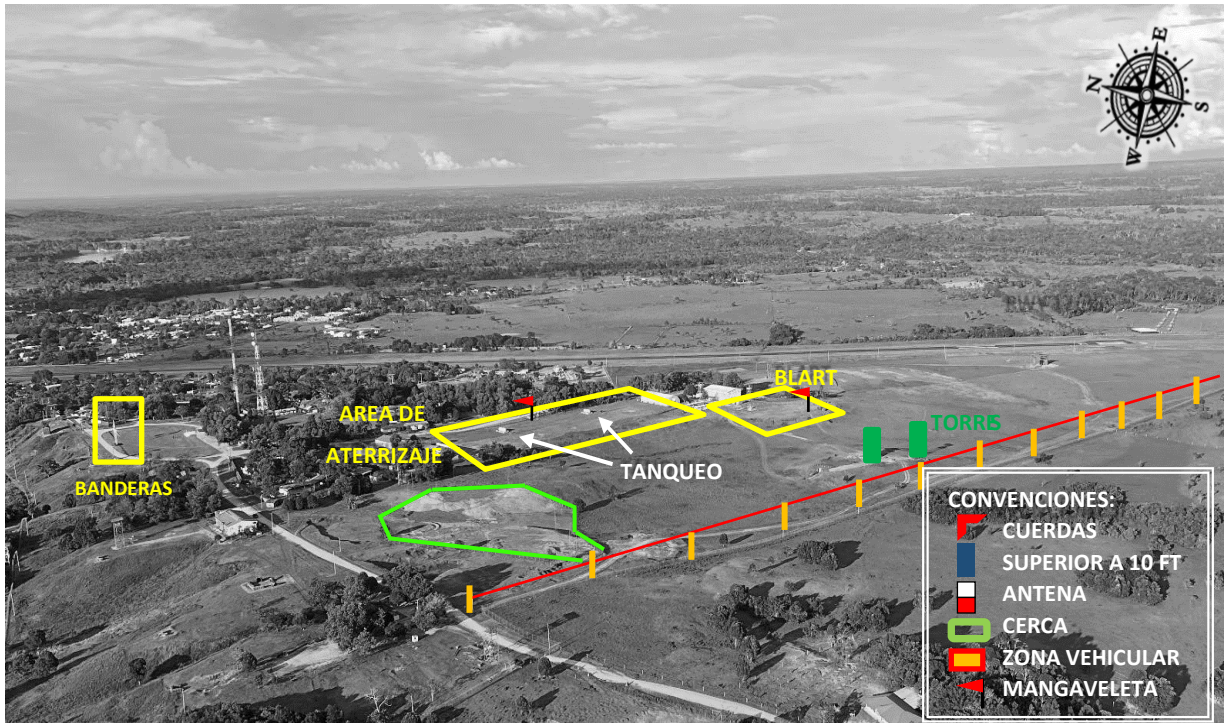 E
N
S
W
BLART
AREA DE
ATERRIZAJE
TORRIS
TANQUEO
BANDERAS
CONVENCIONES:
CUERDAS
SUPERIOR A 10 FT
ANTENA
CERCA
ZONA VEHICULAR
MANGAVELETA